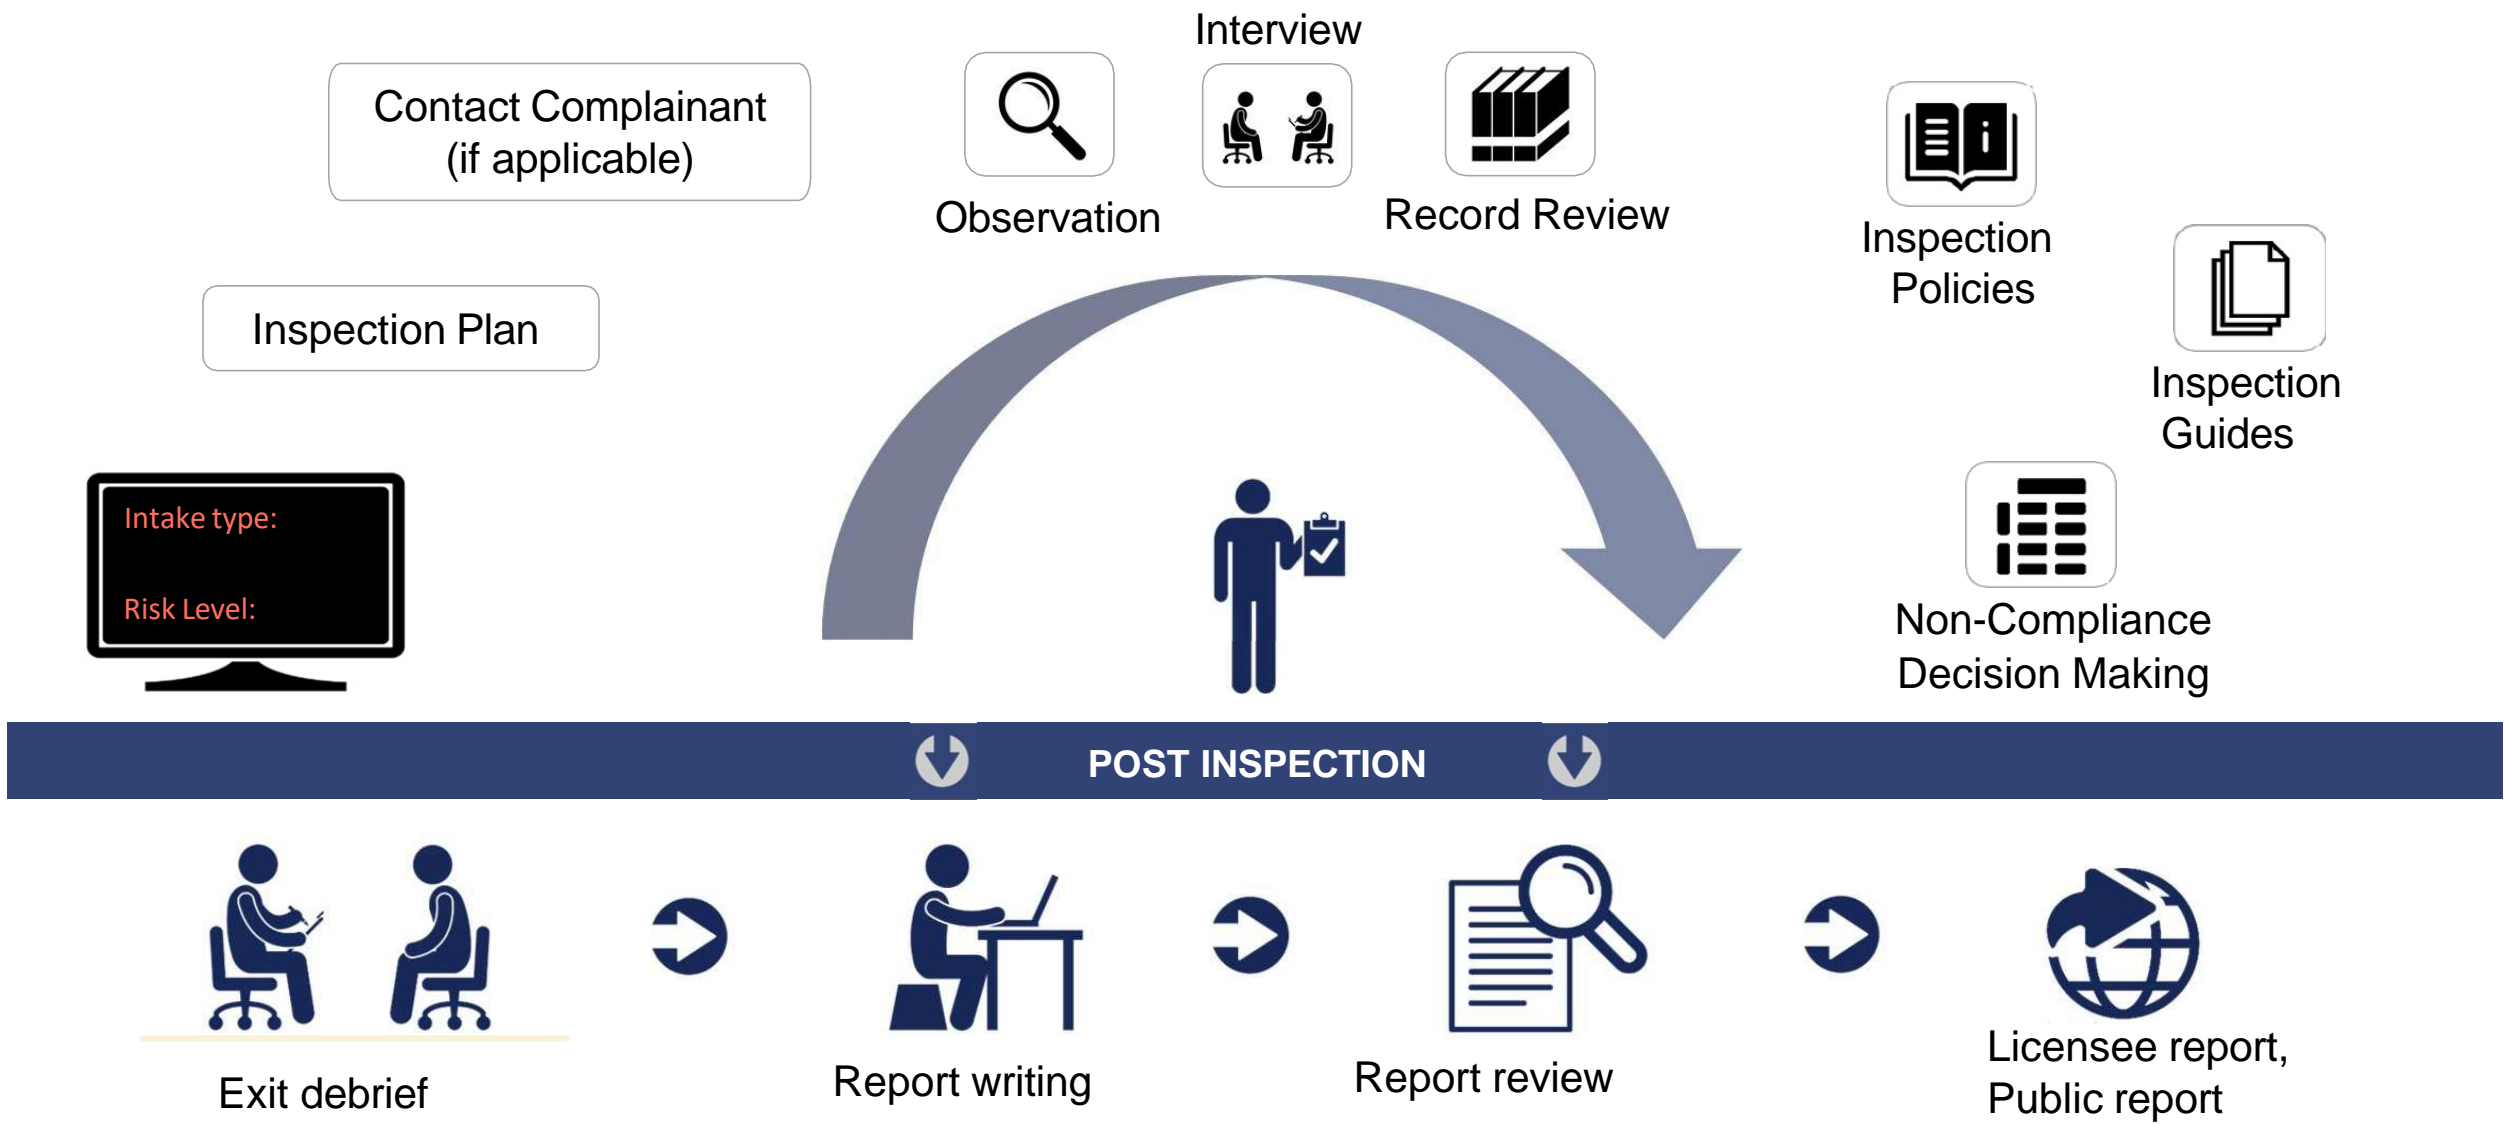 Interview
Contact Complainant
(if applicable)
Observation
Record Review
Inspection
Policies
Inspection Plan
Inspection
Guides
Intake type:
Risk Level:
Non-Compliance
Decision Making
POST INSPECTION
Exit debrief
Report writing
Report review
Licensee report,
Public report